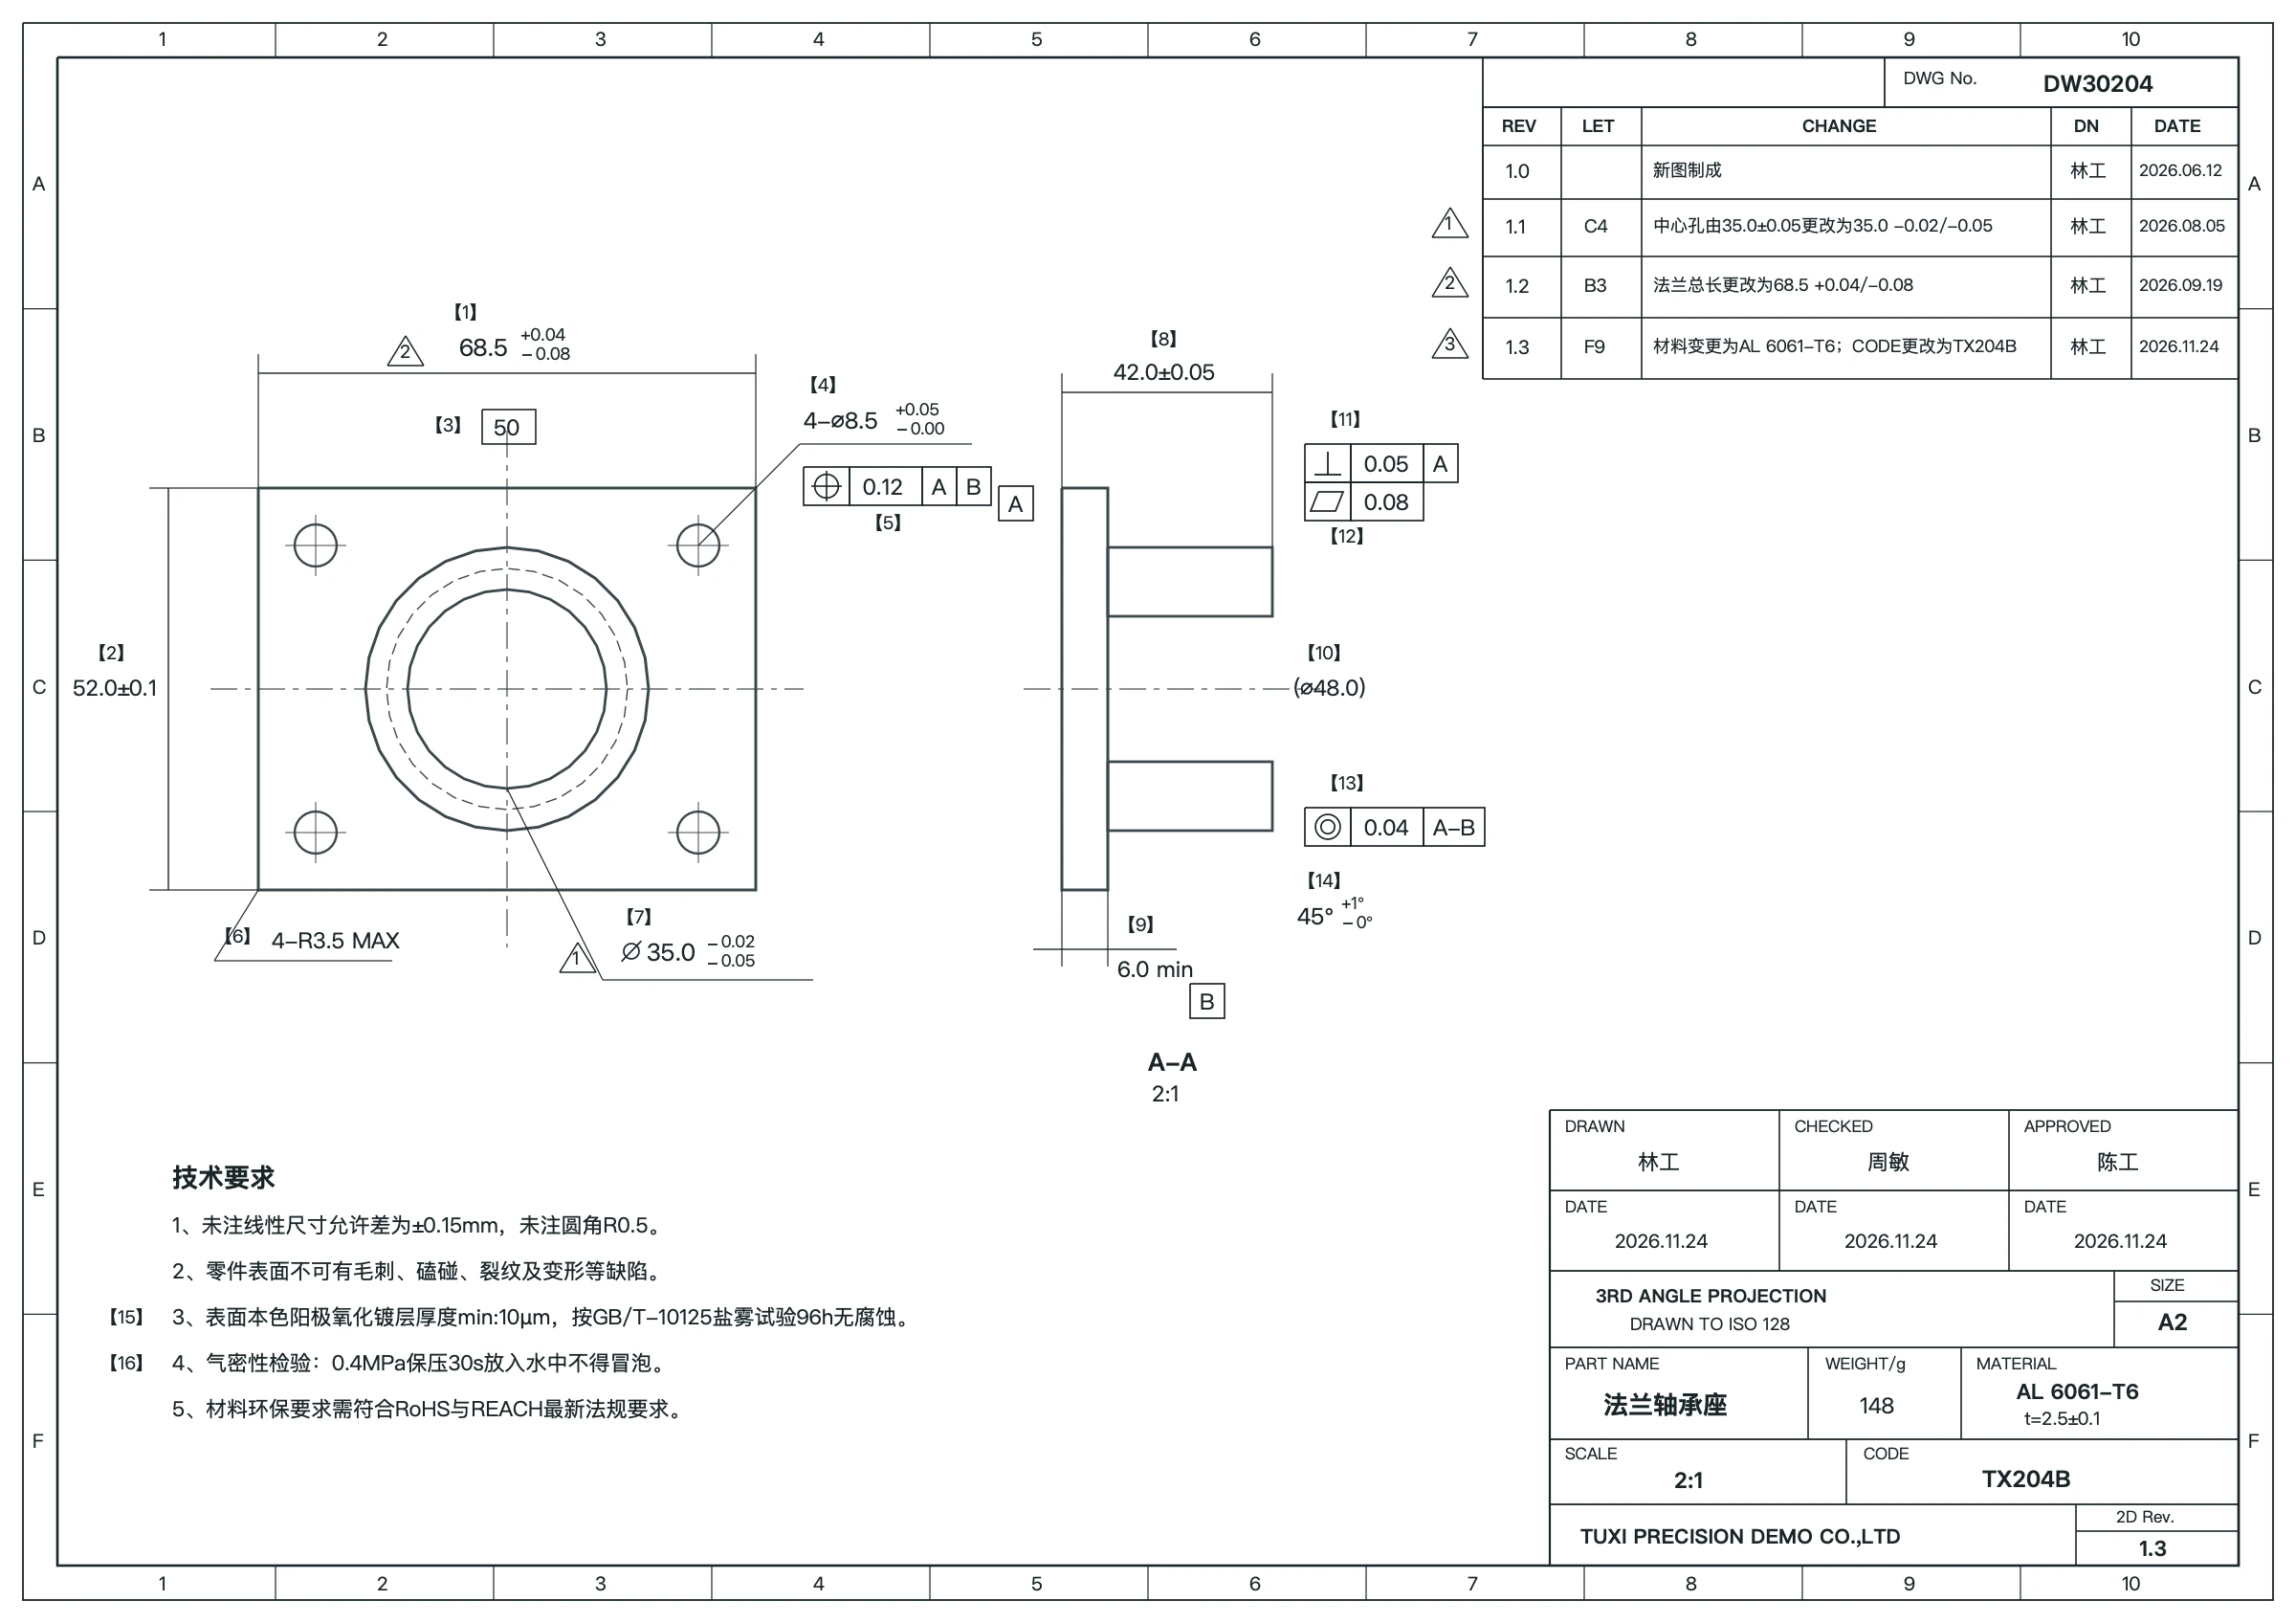 1 2 3 4 5 6 7 8 9 10
DWG No. DW30204
REV LET CHANGE DN DATE
A 1.0 新图制成 林工 2026.06.12 A
1 1.1 C4 中心孔由35.0±0.05更改为35.0 −0.02/−0.05 林工 2026.08.05
2 1.2 B3 法兰总长更改为68.5 +0.04/−0.08 林工 2026.09.19
3 1.3 F9 材料变更为AL 6061−T6；CODE更改为TX204B 林工 2026.11.24
【1】
2 68.5 +0.04 −0.08
【8】
42.0±0.05
【4】
4−⌀8.5 +0.05 −0.00
【3】 50
B B
⌖ 0.12 A B
【5】
A
【11】
⊥ 0.05 A
⏥ 0.08
【12】
【2】
C 52.0±0.1 C
【10】
(⌀48.0)
【13】
◎ 0.04 A−B
【14】
45° +1° −0°
D D
【6】 4−R3.5 MAX
【7】
1 ∅35.0 −0.02 −0.05
【9】
6.0 min
B
A−A
2:1
E E
技术要求
1、未注线性尺寸允许差为±0.15mm，未注圆角R0.5。
2、零件表面不可有毛刺、磕碰、裂纹及变形等缺陷。
【15】 3、表面本色阳极氧化镀层厚度min:10μm，按GB/T−10125盐雾试验96h无腐蚀。
【16】 4、气密性检验：0.4MPa保压30s放入水中不得冒泡。
5、材料环保要求需符合RoHS与REACH最新法规要求。
F F
DRAWN CHECKED APPROVED
林工 周敏 陈工
DATE DATE DATE
2026.11.24 2026.11.24 2026.11.24
3RD ANGLE PROJECTION
DRAWN TO ISO 128
SIZE
A2
PART NAME WEIGHT/g MATERIAL
法兰轴承座 148 AL 6061−T6
t=2.5±0.1
SCALE CODE
2:1 TX204B
TUXI PRECISION DEMO CO.,LTD
2D Rev.
1.3
1 2 3 4 5 6 7 8 9 10